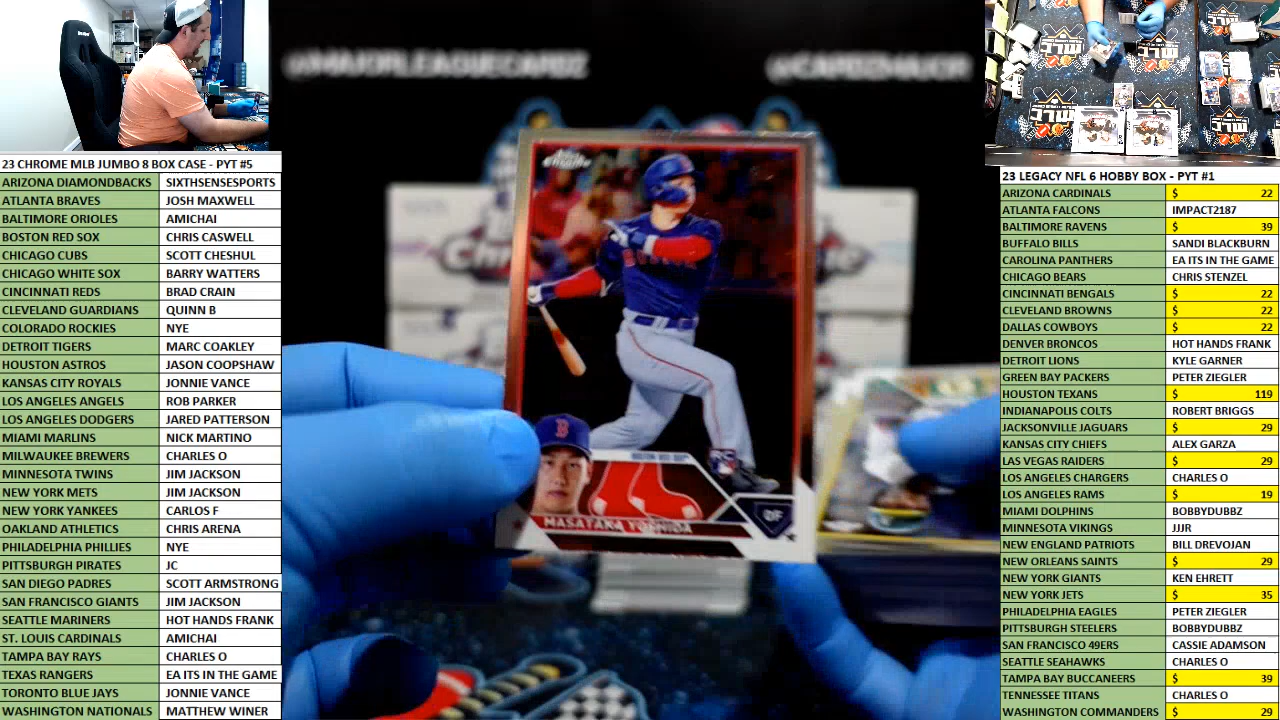 23 CHROME MLB JUMBO 8 BOX CASE - PYT #5
ARIZONA DIAMONDBACKS SIXTHSENSESPORTS
ATLANTA BRAVES JOSH MAXWELL
BALTIMORE ORIOLES AMICHAI
BOSTON RED SOX CHRIS CASWELL
CHICAGO CUBS SCOTT CHESHUL
CHICAGO WHITE SOX BARRY WATTERS
CINCINNATI REDS BRAD CRAIN
CLEVELAND GUARDIANS QUINN B
COLORADO ROCKIES NYE
DETROIT TIGERS MARC COAKLEY
HOUSTON ASTROS JASON COOPSHAW
KANSAS CITY ROYALS JONNIE VANCE
LOS ANGELES ANGELS ROB PARKER
LOS ANGELES DODGERS JARED PATTERSON
MIAMI MARLINS NICK MARTINO
MILWAUKEE BREWERS CHARLES O
MINNESOTA TWINS JIM JACKSON
NEW YORK METS JIM JACKSON
NEW YORK YANKEES CARLOS F
OAKLAND ATHLETICS CHRIS ARENA
PHILADELPHIA PHILLIES NYE
PITTSBURGH PIRATES JC
SAN DIEGO PADRES SCOTT ARMSTRONG
SAN FRANCISCO GIANTS JIM JACKSON
SEATTLE MARINERS HOT HANDS FRANK
ST. LOUIS CARDINALS AMICHAI
TAMPA BAY RAYS CHARLES O
TEXAS RANGERS EA ITS IN THE GAME
TORONTO BLUE JAYS JONNIE VANCE
WASHINGTON NATIONALS MATTHEW WINER
Chrome
BOSTON RED SOX
MASATAKA YOSHIDA
OF
23 LEGACY NFL 6 HOBBY BOX - PYT #1
ARIZONA CARDINALS $ 22
ATLANTA FALCONS IMPACT2187
BALTIMORE RAVENS $ 39
BUFFALO BILLS SANDI BLACKBURN
CAROLINA PANTHERS EA ITS IN THE GAME
CHICAGO BEARS CHRIS STENZEL
CINCINNATI BENGALS $ 22
CLEVELAND BROWNS $ 22
DALLAS COWBOYS $ 22
DENVER BRONCOS HOT HANDS FRANK
DETROIT LIONS KYLE GARNER
GREEN BAY PACKERS PETER ZIEGLER
HOUSTON TEXANS $ 119
INDIANAPOLIS COLTS ROBERT BRIGGS
JACKSONVILLE JAGUARS $ 29
KANSAS CITY CHIEFS ALEX GARZA
LAS VEGAS RAIDERS $ 29
LOS ANGELES CHARGERS CHARLES O
LOS ANGELES RAMS $ 19
MIAMI DOLPHINS BOBBYDUBBZ
MINNESOTA VIKINGS JJR
NEW ENGLAND PATRIOTS BILL DREVOJAN
NEW ORLEANS SAINTS $ 29
NEW YORK GIANTS KEN EHRETT
NEW YORK JETS $ 35
PHILADELPHIA EAGLES PETER ZIEGLER
PITTSBURGH STEELERS BOBBYDUBBZ
SAN FRANCISCO 49ERS CASSIE ADAMSON
SEATTLE SEAHAWKS CHARLES O
TAMPA BAY BUCCANEERS $ 39
TENNESSEE TITANS CHARLES O
WASHINGTON COMMANDERS $ 29